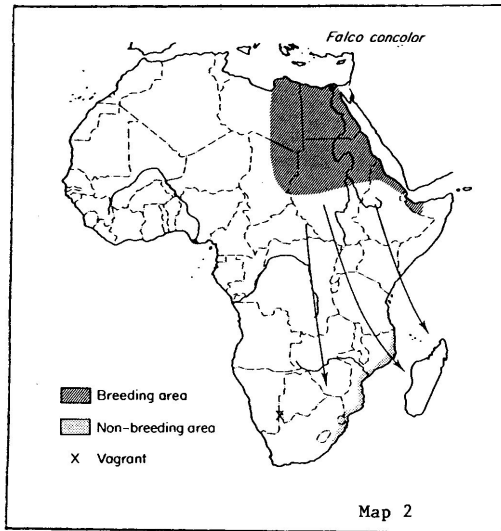 Falco concolor
Breeding area
Non-breeding area
X Vagrant
Map 2